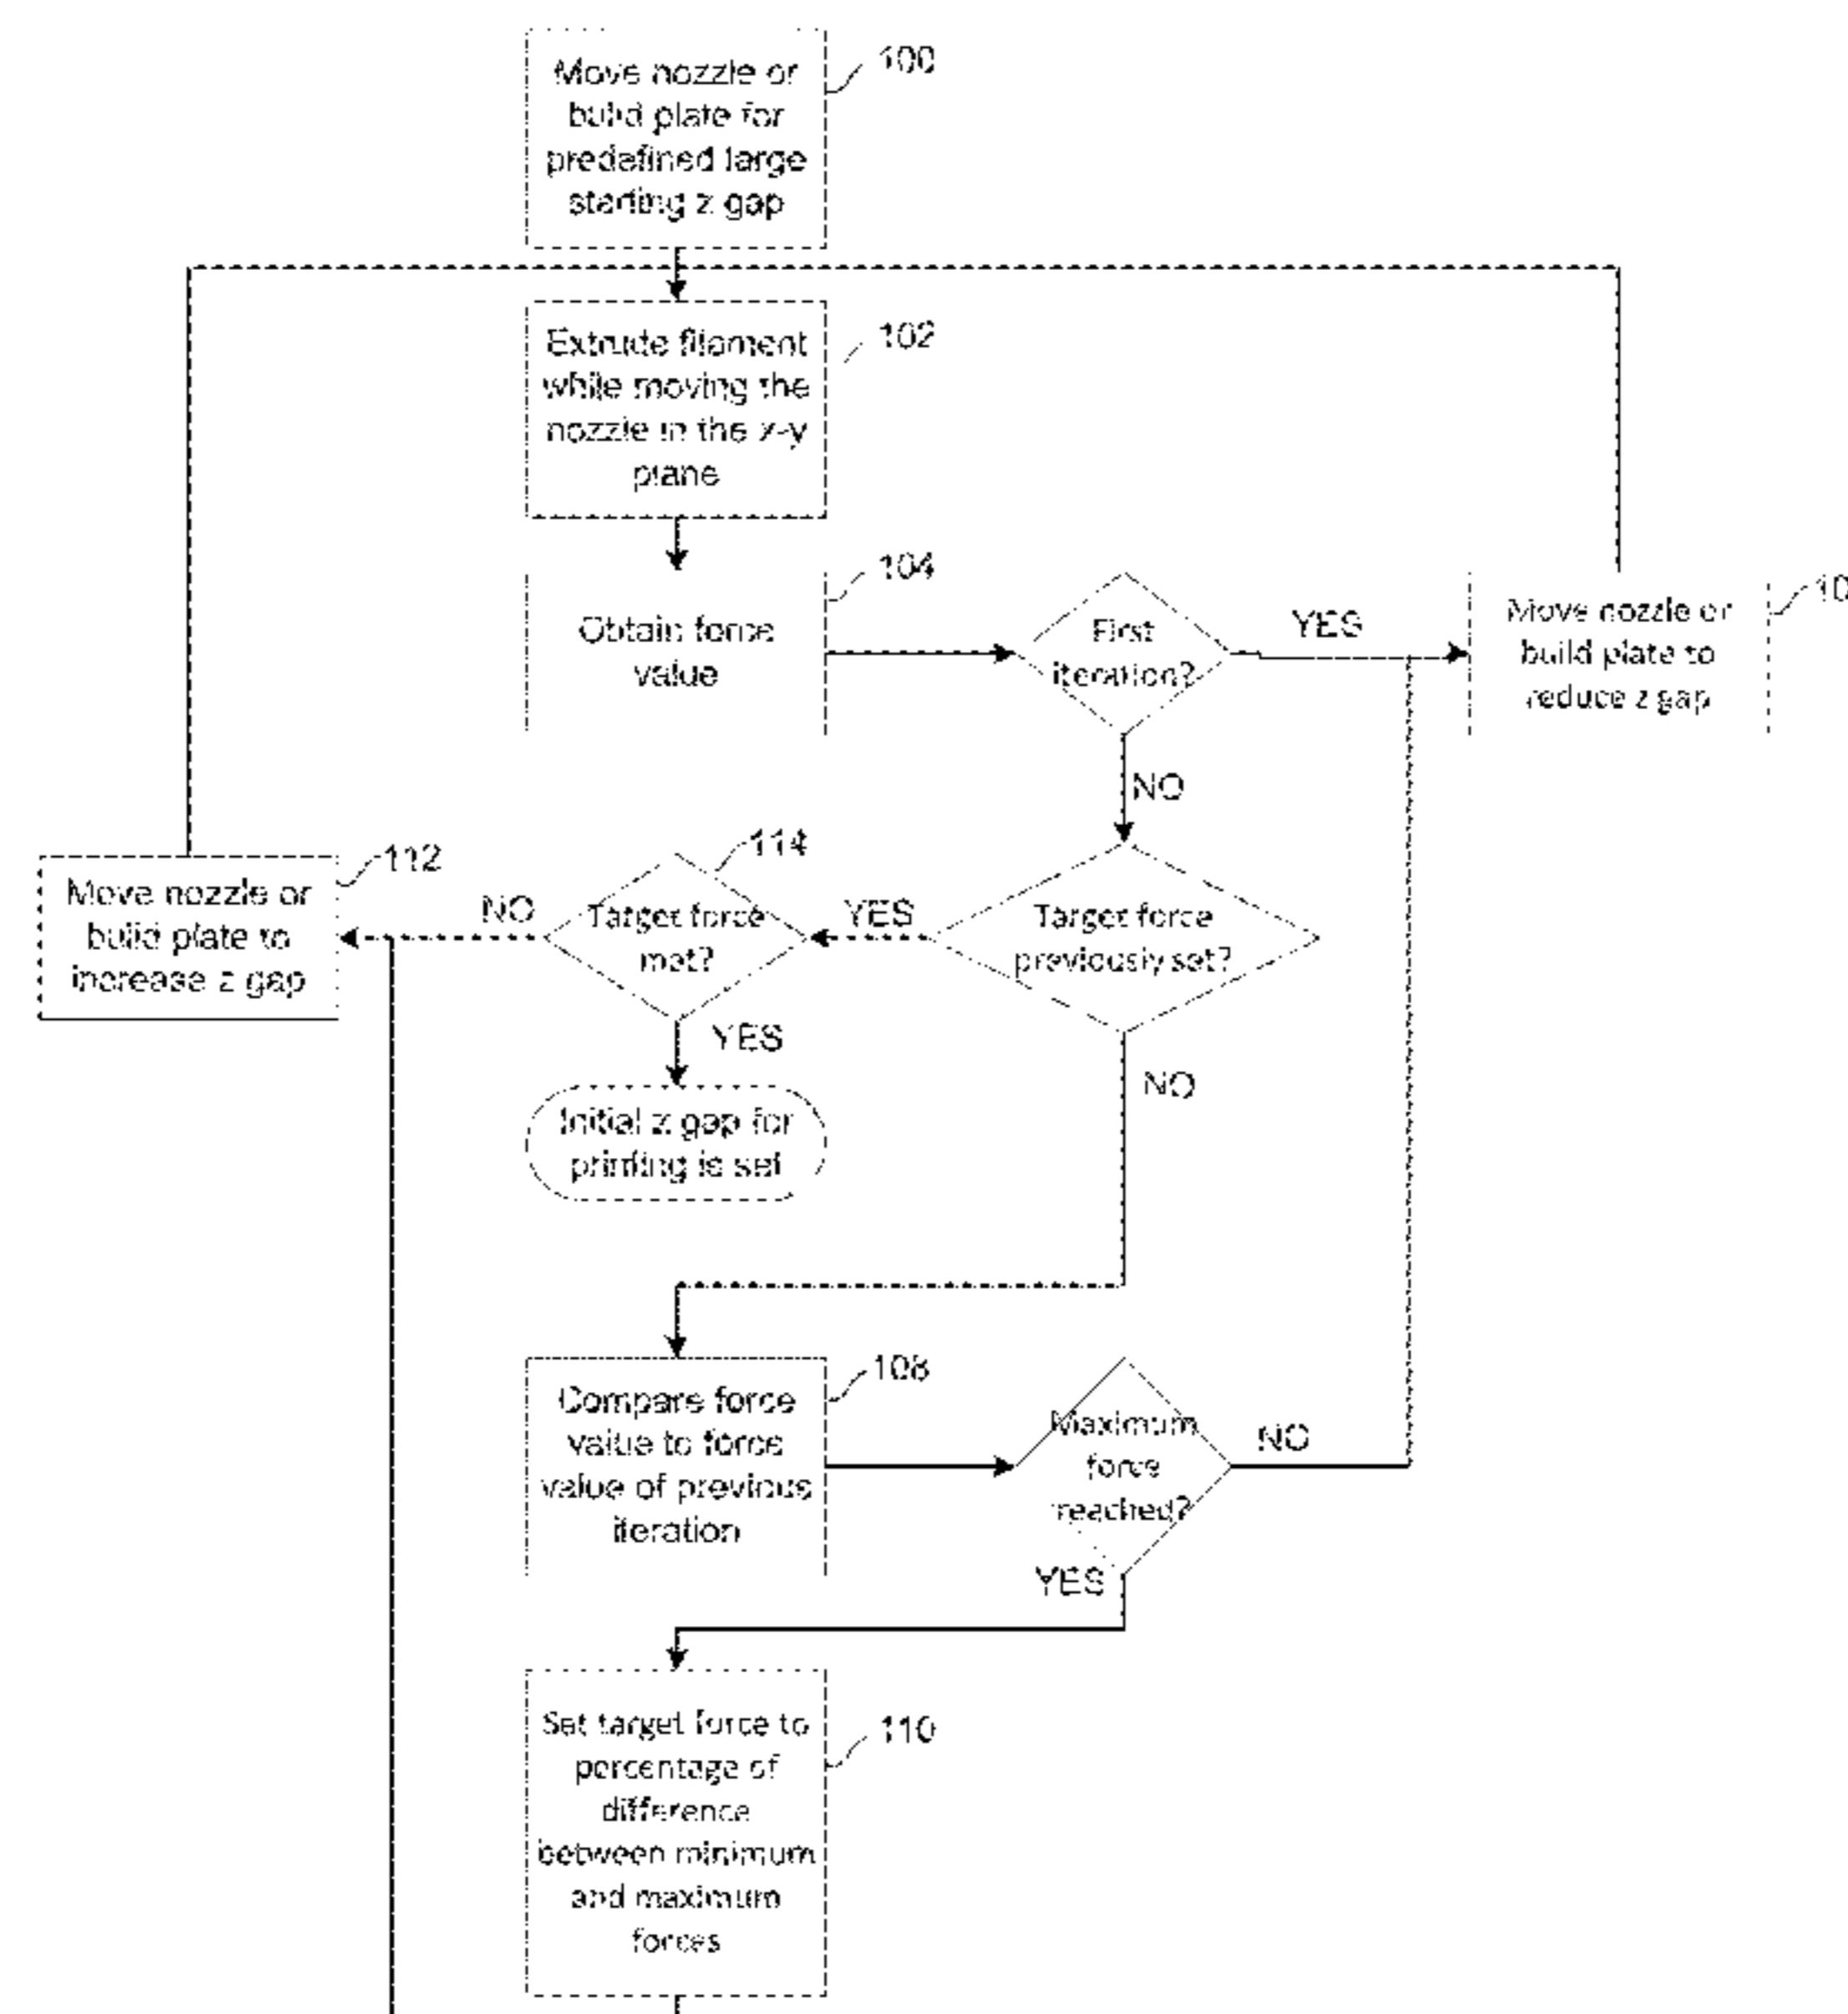 Move nozzle or
build plate for
predefined large
starting z gap
100
Extrude filament
while moving the
nozzle in the x-y
plane
102
Obtain force
value
104
First
iteration?
YES
Move nozzle or
build plate to
reduce z gap
10
NO
Move nozzle or
build plate to
increase z gap
112
NO
Target force
met?
114
YES
Target force
previously set?
YES
NO
Initial z gap for
printing is set
Compare force
value to force
value of previous
iteration
108
Maximum
force
reached?
NO
YES
Set target force to
percentage of
difference
between minimum
and maximum
forces
110